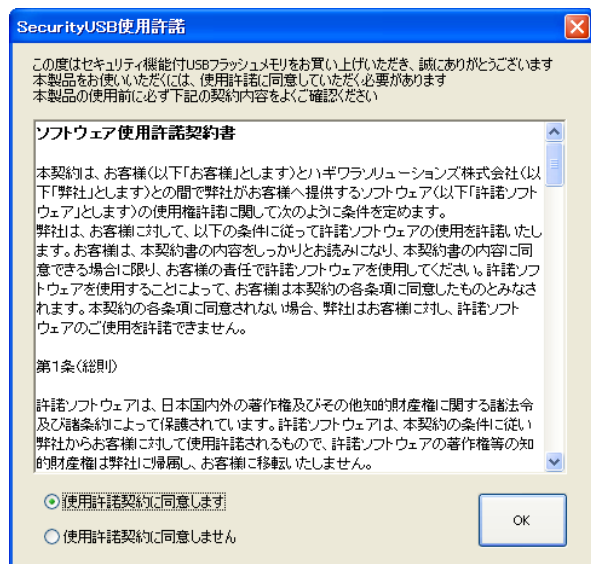 SecurityUSB使用許諾
この度はセキュリティ機能付USBフラッシュメモリをお買い上げいただき、誠にありがとうございます
本製品をお使いいただくには、使用許諾に同意していただく必要があります
本製品の使用前に必ず下記の契約内容をよくご確認ください
ソフトウェア使用許諾契約書
本契約は、お客様(以下「お客様」とします)とハギワラソリューションズ株式会社(以
下「弊社」とします)との間で弊社がお客様へ提供するソフトウェア(以下「許諾ソフト
ウェア」とします)の使用権許諾に関して次のように条件を定めます。
弊社は、お客様に対して、以下の条件に従って許諾ソフトウェアの使用を許諾いたし
ます。お客様は、本契約書の内容をしっかりとお読みになり、本契約書の内容に同
意できる場合に限り、お客様の責任で許諾ソフトウェアを使用してください。許諾ソフ
トウェアを使用することによって、お客様は本契約の各条項に同意したものとみなさ
れます。本契約の各条項に同意されない場合、弊社はお客様に対し、許諾ソフト
ウェアのご使用を許諾できません。
第1条(総則)
許諾ソフトウェアは、日本国内外の著作権及びその他知的財産権に関する諸法令
及び諸条約によって保護されています。許諾ソフトウェアは、本契約の条件に従い
弊社からお客様に対して使用許諾されるもので、許諾ソフトウェアの著作権等の知
的財産権は弊社に帰属し、お客様に移転いたしません。
使用許諾契約に同意します
使用許諾契約に同意しません
OK